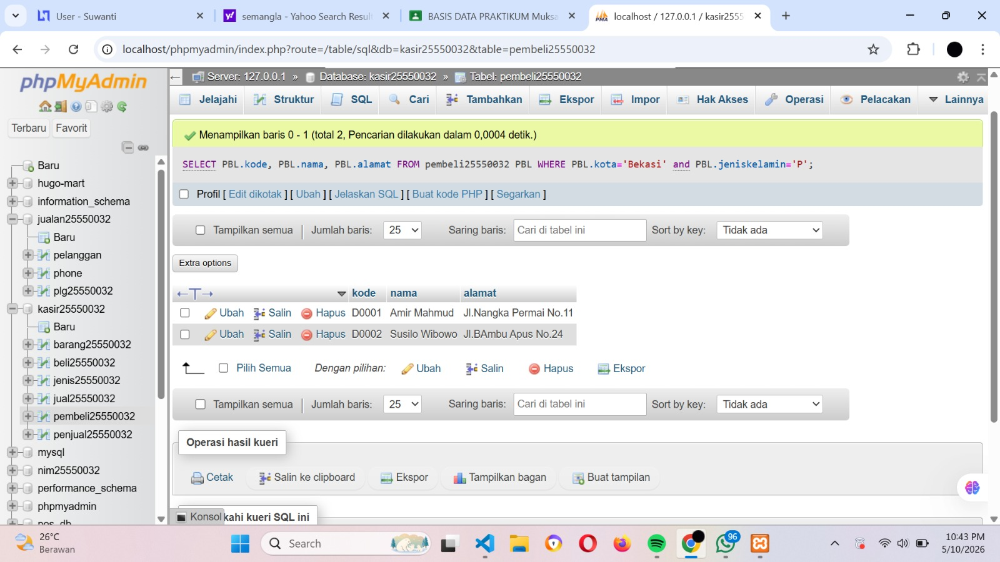 User - Suwanti
semangla - Yahoo Search Result
BASIS DATA PRAKTIKUM Muksa
localhost / 127.0.0.1 / kasir2555
localhost/phpmyadmin/index.php?route=/table/sql&db=kasir25550032&table=pembeli25550032
phpMyAdmin
Terbaru Favorit
Baru
hugo-mart
information_schema
jualan25550032
Baru
pelanggan
phone
plg25550032
kasir25550032
Baru
barang25550032
beli25550032
jenis25550032
jual25550032
pembeli25550032
penjual25550032
mysql
nim25550032
performance_schema
phpmyadmin
pos_db
Server: 127.0.0.1 » Database: kasir25550032 » Tabel: pembeli25550032
Jelajahi Struktur SQL Cari Tambahkan Ekspor Impor Hak Akses Operasi Pelacakan Lainnya
Menampilkan baris 0 - 1 (total 2, Pencarian dilakukan dalam 0,0004 detik.)
SELECT PBL.kode, PBL.nama, PBL.alamat FROM pembeli25550032 PBL WHERE PBL.kota='Bekasi' and PBL.jeniskelamin='P';
Profil [ Edit dikotak ] [ Ubah ] [ Jelaskan SQL ] [ Buat kode PHP ] [ Segarkan ]
Tampilkan semua Jumlah baris: 25 Saring baris: Cari di tabel ini Sort by key: Tidak ada
Extra options
←T→ kode nama alamat
Ubah Salin Hapus D0001 Amir Mahmud Jl.Nangka Permai No.11
Ubah Salin Hapus D0002 Susilo Wibowo Jl.BAmbu Apus No.24
Pilih Semua Dengan pilihan: Ubah Salin Hapus Ekspor
Tampilkan semua Jumlah baris: 25 Saring baris: Cari di tabel ini Sort by key: Tidak ada
Operasi hasil kueri
Cetak Salin ke clipboard Ekspor Tampilkan bagan Buat tampilan
Konsol kahi kueri SQL ini
26°C
Berawan
Search
96
10:43 PM
5/10/2026